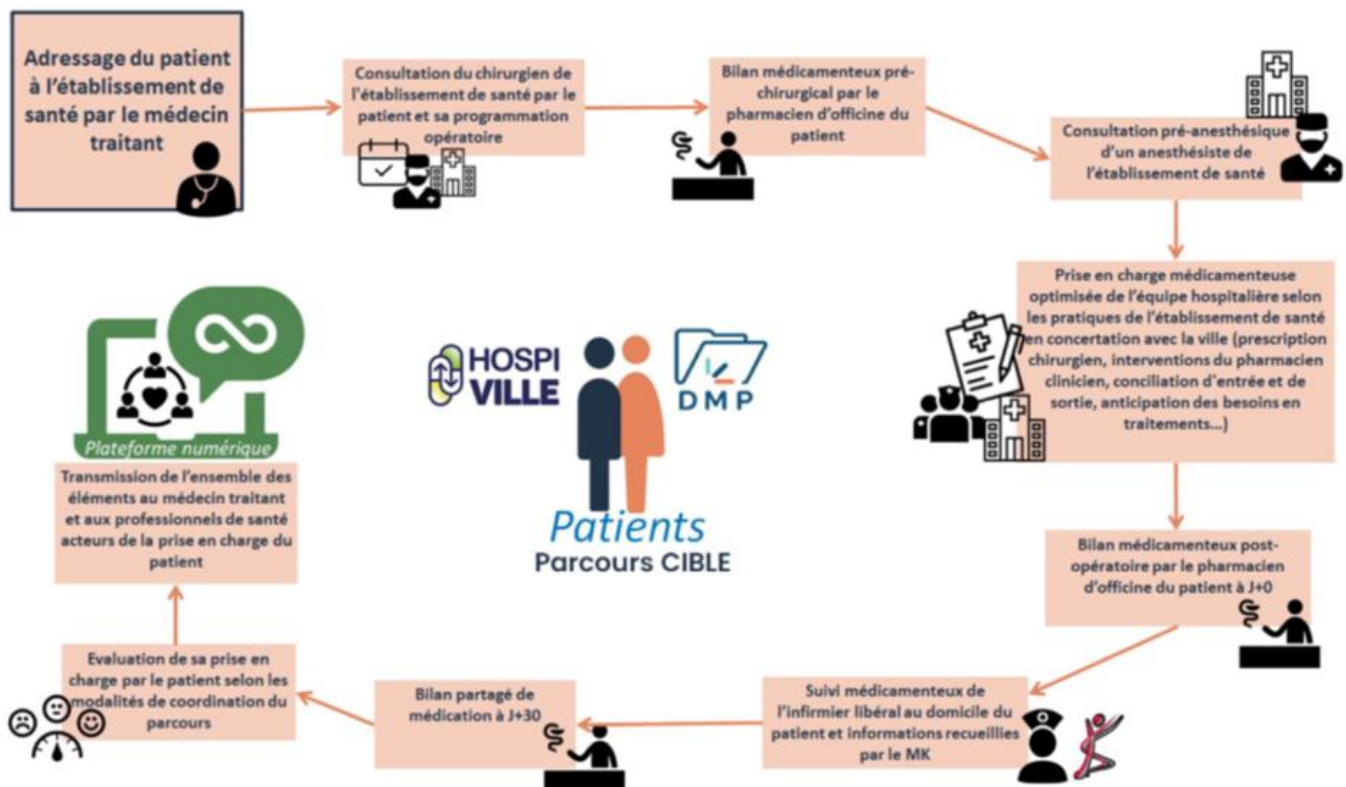 Adressage du patient
à l'établissement de
santé par le médecin
traitant
Consultation du chirurgien de
l'établissement de santé par le
patient et sa programmation
opératoire
Bilan médicamenteux pré-
chirurgical par le
pharmacien d'officine du
patient
Consultation pré-anesthésique
d'un anesthésiste de
l'établissement de santé
Prise en charge médicamenteuse
optimisée de l'équipe hospitalière selon
les pratiques de l'établissement de santé
en concertation avec la ville (prescription
chirurgien, interventions du pharmacien
clinicien, conciliation d'entrée et de
sortie, anticipation des besoins en
traitements...)
Bilan médicamenteux post-
opératoire par le pharmacien
d'officine du patient à J+0
Suivi médicamenteux de
l'infirmier libéral au domicile du
patient et informations recueillies
par le MK
Bilan partagé de
médication à J+30
Evaluation de sa prise en
charge par le patient selon les
modalités de coordination du
parcours
Plateforme numérique
Transmission de l'ensemble des
éléments au médecin traitant
et aux professionnels de santé
acteurs de la prise en charge du
patient
HOSPI
VILLE
DMP
Patients
Parcours CIBLE